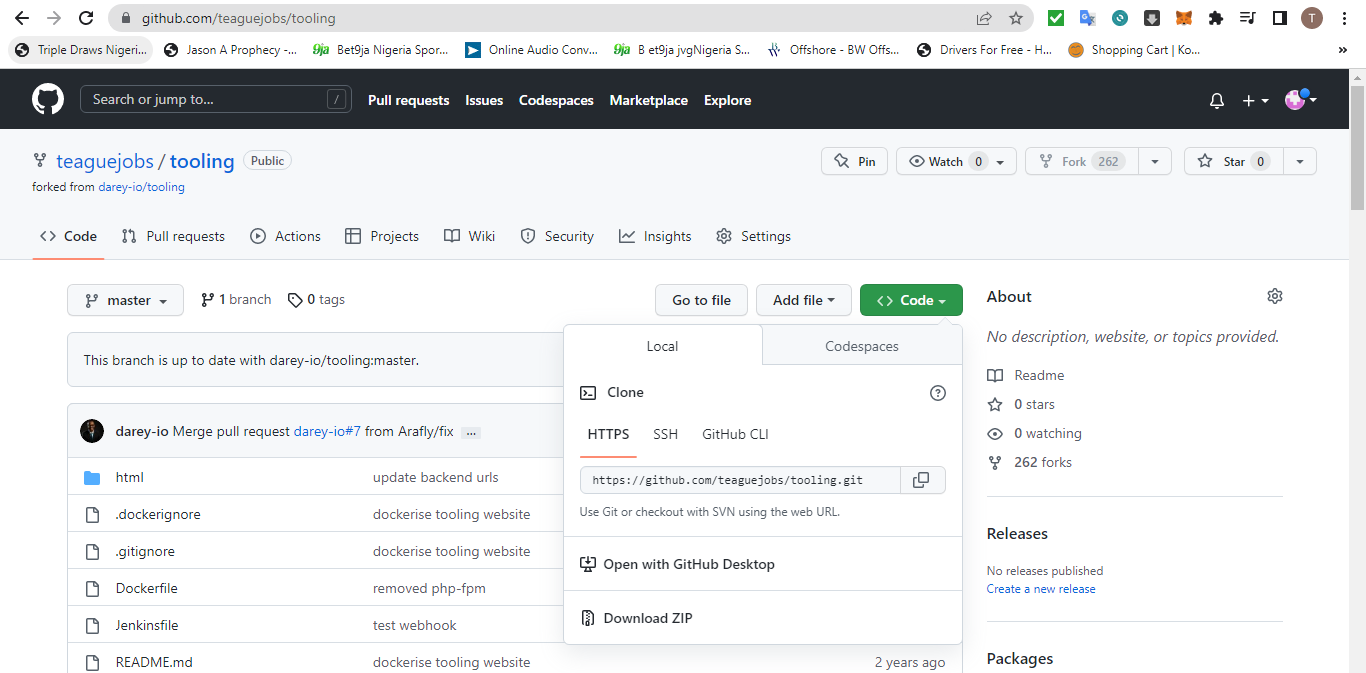 github.com/teaguejobs/tooling
T
Triple Draws Nigeri... Jason A Prophecy -... Bet9ja Nigeria Spor... Online Audio Conv... B et9ja jvgNigeria S... Offshore - BW Offs... Drivers For Free - H... Shopping Cart | Ko... »
Search or jump to... / Pull requests Issues Codespaces Marketplace Explore
teaguejobs / tooling Public Pin Watch 0 Fork 262 Star 0
forked from darey-io/tooling
Code Pull requests Actions Projects Wiki Security Insights Settings
master 1 branch 0 tags Go to file Add file Code
About
No description, website, or topics provided.
Readme
0 stars
0 watching
262 forks
Releases
No releases published
Create a new release
Packages
This branch is up to date with darey-io/tooling:master.
darey-io Merge pull request darey-io#7 from Arafly/fix ...
html update backend urls
.dockerignore dockerise tooling website
.gitignore dockerise tooling website
Dockerfile removed php-fpm
Jenkinsfile test webhook
README.md dockerise tooling website 2 years ago
Local Codespaces
Clone
HTTPS SSH GitHub CLI
https://github.com/teaguejobs/tooling.git
Use Git or checkout with SVN using the web URL.
Open with GitHub Desktop
Download ZIP